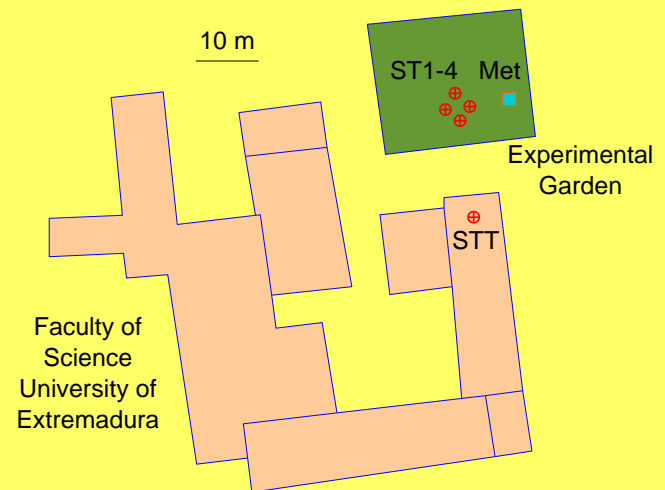 10 m
ST1-4 Met
Experimental
Garden
STT
Faculty of
Science
University of
Extremadura